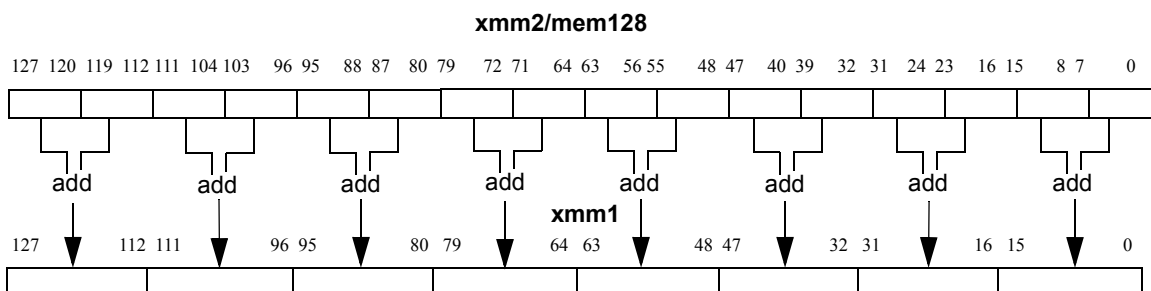 xmm2/mem128
127 120 119 112 111 104 103 96 95 88 87 80 79 72 71 64 63 56 55 48 47 40 39 32 31 24 23 16 15 8 7 0
add add add add add add add add
xmm1
127 112 111 96 95 80 79 64 63 48 47 32 31 16 15 0